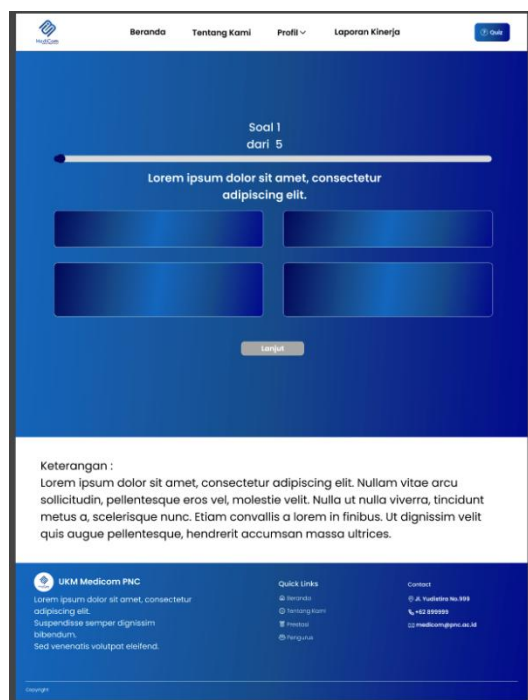 MediCom
Beranda
Tentang Kami
Profil
Laporan Kinerja
Quiz
Soal 1
dari 5
Lorem ipsum dolor sit amet, consectetur
adipiscing elit.
Lanjut
Keterangan :
Lorem ipsum dolor sit amet, consectetur adipiscing elit. Nullam vitae arcu
sollicitudin, pellentesque eros vel, molestie velit. Nulla ut nulla viverra, tincidunt
metus a, scelerisque nunc. Etiam convallis a lorem in finibus. Ut dignissim velit
quis augue pellentesque, hendrerit accumsan massa ultrices.
UKM Medicom PNC
Lorem ipsum dolor sit amet, consectetur
adipiscing elit.
Suspendisse semper dignissim
bibendum.
Sed venenatis volutpat eleifend.
Quick Links
Beranda
Tentang Kami
Prestasi
Pengurus
Contact
Jl. Yudistira No.999
+62 899999
medicom@pnc.ac.id
Copyright